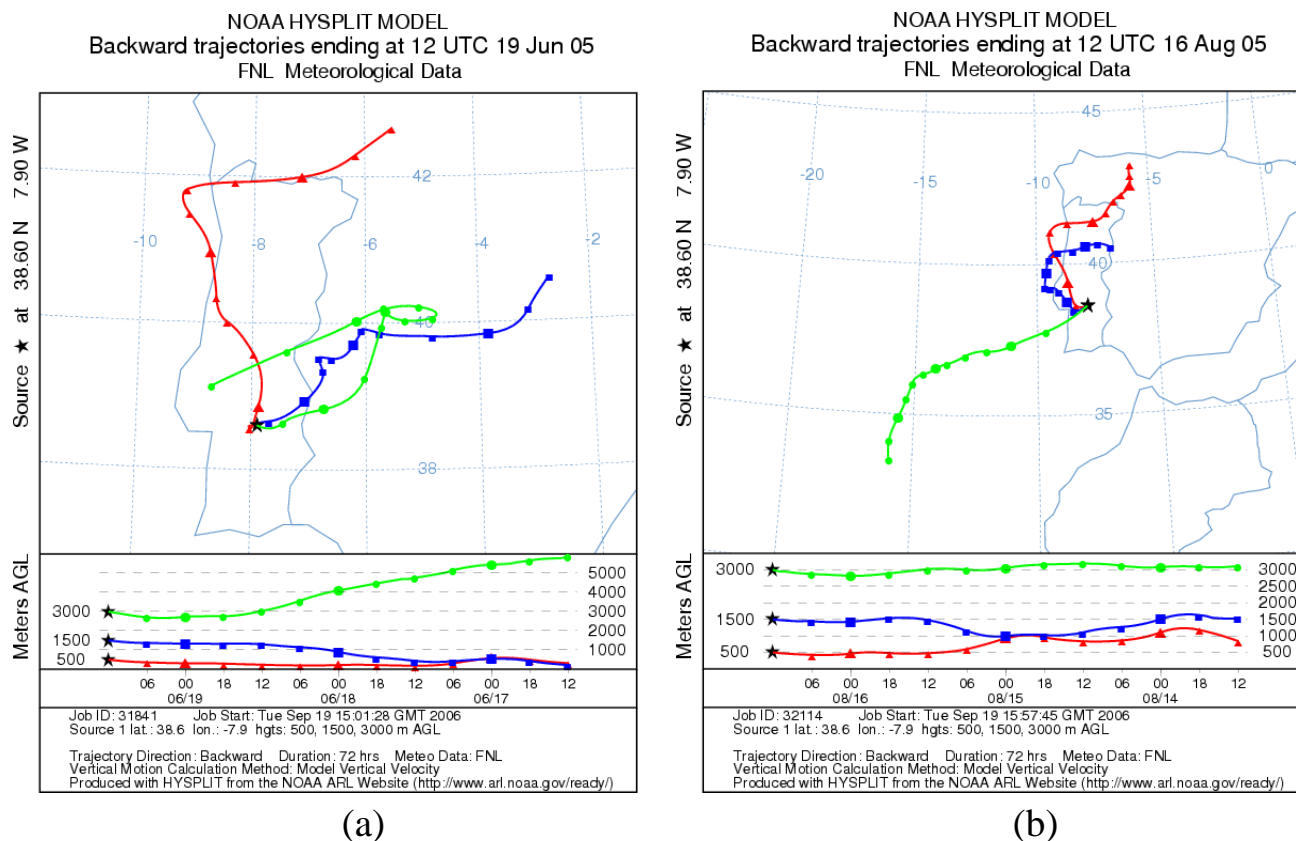 NOAA HYSPLIT MODEL
Backward trajectories ending at 12 UTC 19 Jun 05
FNL Meteorological Data
Source ★ at 38.60 N 7.90 W
42
-10
-8
-6
-4
-2
40
38
Meters AGL
5000
4000
3000
3000
2000
1500
1000
500
06 00 18 12 06 00 18 12 06 00 18 12
06/19 06/18 06/17
Job ID: 31841 Job Start: Tue Sep 19 15:01:28 GMT 2006
Source 1 lat.: 38.6 lon.: -7.9 hgts: 500, 1500, 3000 m AGL
Trajectory Direction: Backward Duration: 72 hrs Meteo Data: FNL
Vertical Motion Calculation Method: Model Vertical Velocity
Produced with HYSPLIT from the NOAA ARL Website (http://www.arl.noaa.gov/ready/)
(a)
NOAA HYSPLIT MODEL
Backward trajectories ending at 12 UTC 16 Aug 05
FNL Meteorological Data
Source ★ at 38.60 N 7.90 W
45
-20
-15
-10
-5
0
40
35
Meters AGL
3000
3000
2500
2000
1500
1500
1000
500
500
06 00 18 12 06 00 18 12 06 00 18 12
08/16 08/15 08/14
Job ID: 32114 Job Start: Tue Sep 19 15:57:45 GMT 2006
Source 1 lat.: 38.6 lon.: -7.9 hgts: 500, 1500, 3000 m AGL
Trajectory Direction: Backward Duration: 72 hrs Meteo Data: FNL
Vertical Motion Calculation Method: Model Vertical Velocity
Produced with HYSPLIT from the NOAA ARL Website (http://www.arl.noaa.gov/ready/)
(b)